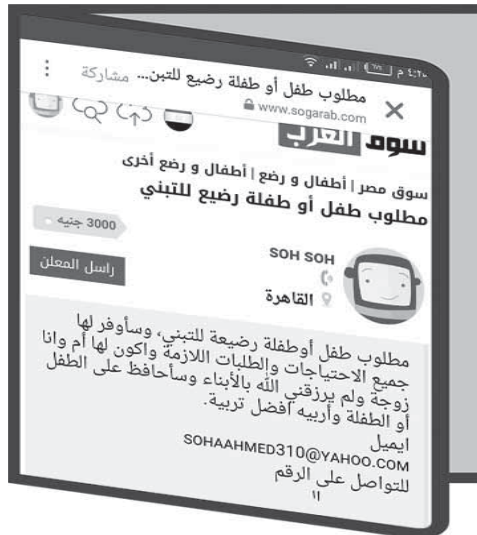 ٤:٢٨ م
مطلوب طفل أو طفلة رضيع للتبن... مشاركة
www.sogarab.com
سوق العرب
سوق مصر | أطفال و رضع | أطفال و رضع أخرى
مطلوب طفل أو طفلة رضيع للتبني
3000 جنيه
SOH SOH
القاهرة
راسل المعلن
مطلوب طفل أوطفلة رضيعة للتبني، وسأوفر لها
جميع الاحتياجات والطلبات اللازمة واكون لها أم وانا
زوجة ولم يرزقني الله بالأبناء وسأحافظ على الطفل
أو الطفلة وأربيه افضل تربية.
ايميل
SOHAAHMED310@YAHOO.COM
للتواصل على الرقم